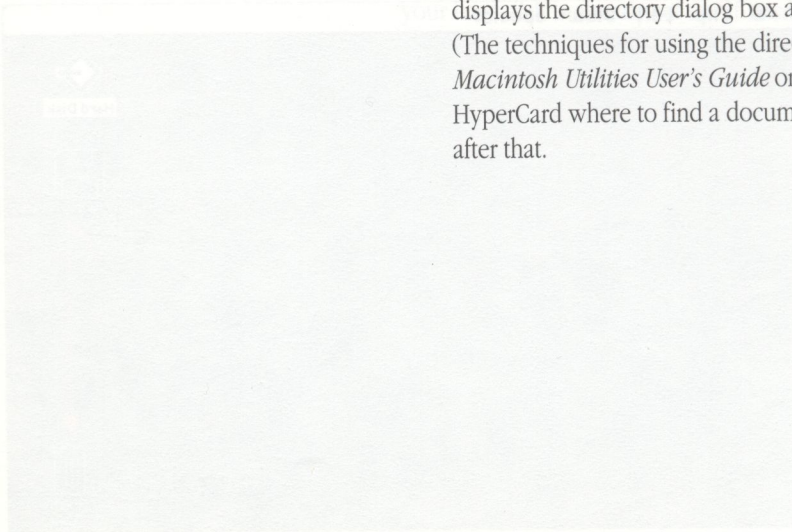 displays the directory dialog box a
(The techniques for using the dire
Macintosh Utilities User's Guide or
HyperCard where to find a docum
after that.